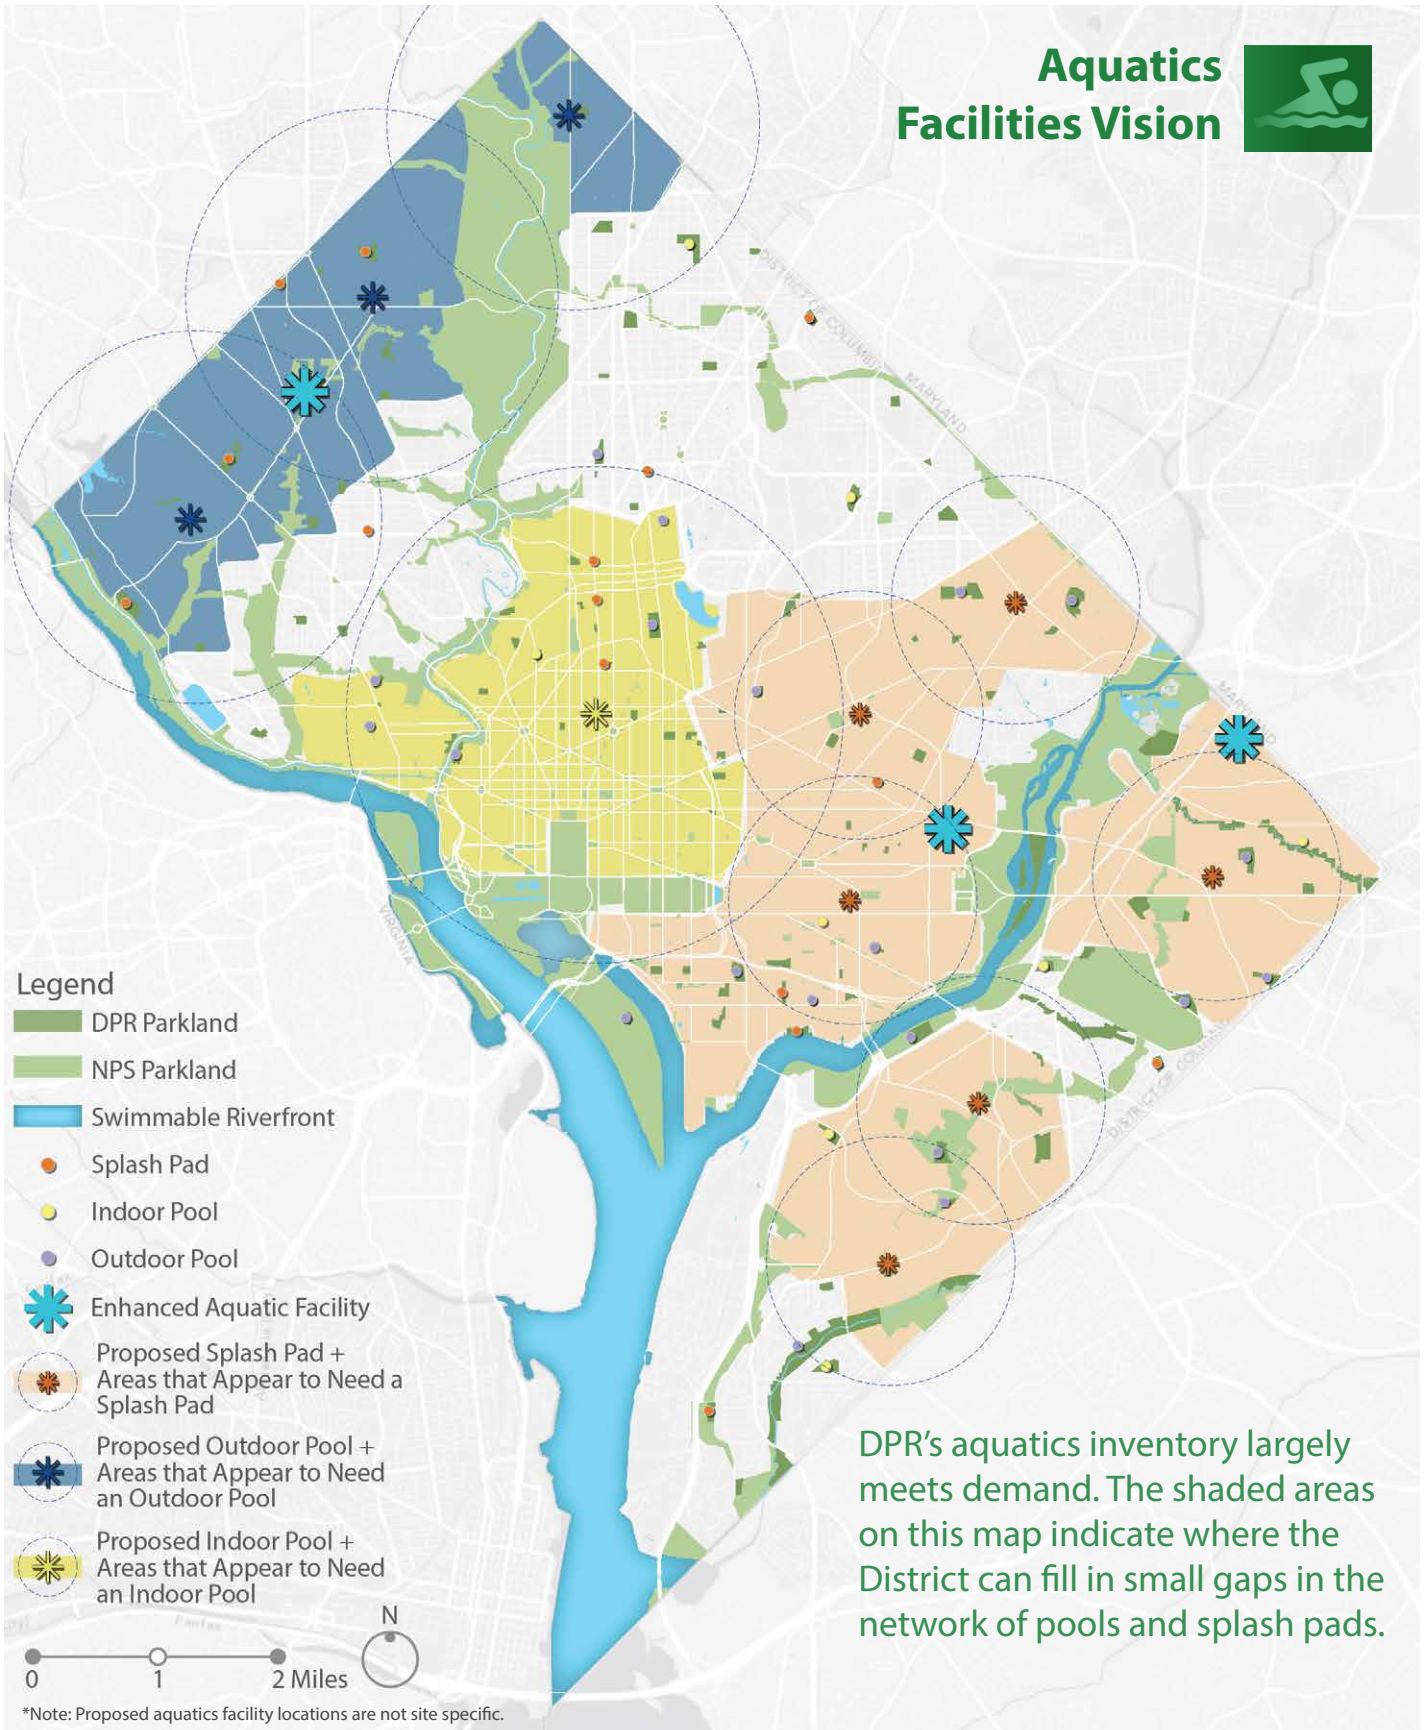 Aquatics
Facilities Vision
DISTRICT OF COLUMBIA
MARYLAND
MARYLAND
VIRGINIA
DISTRICT OF COLUMBIA
Legend
DPR Parkland
NPS Parkland
Swimmable Riverfront
Splash Pad
Indoor Pool
Outdoor Pool
Enhanced Aquatic Facility
Proposed Splash Pad +
Areas that Appear to Need a
Splash Pad
Proposed Outdoor Pool +
Areas that Appear to Need
an Outdoor Pool
Proposed Indoor Pool +
Areas that Appear to Need
an Indoor Pool
N
0 1 2 Miles
*Note: Proposed aquatics facility locations are not site specific.
DPR's aquatics inventory largely
meets demand. The shaded areas
on this map indicate where the
District can fill in small gaps in the
network of pools and splash pads.